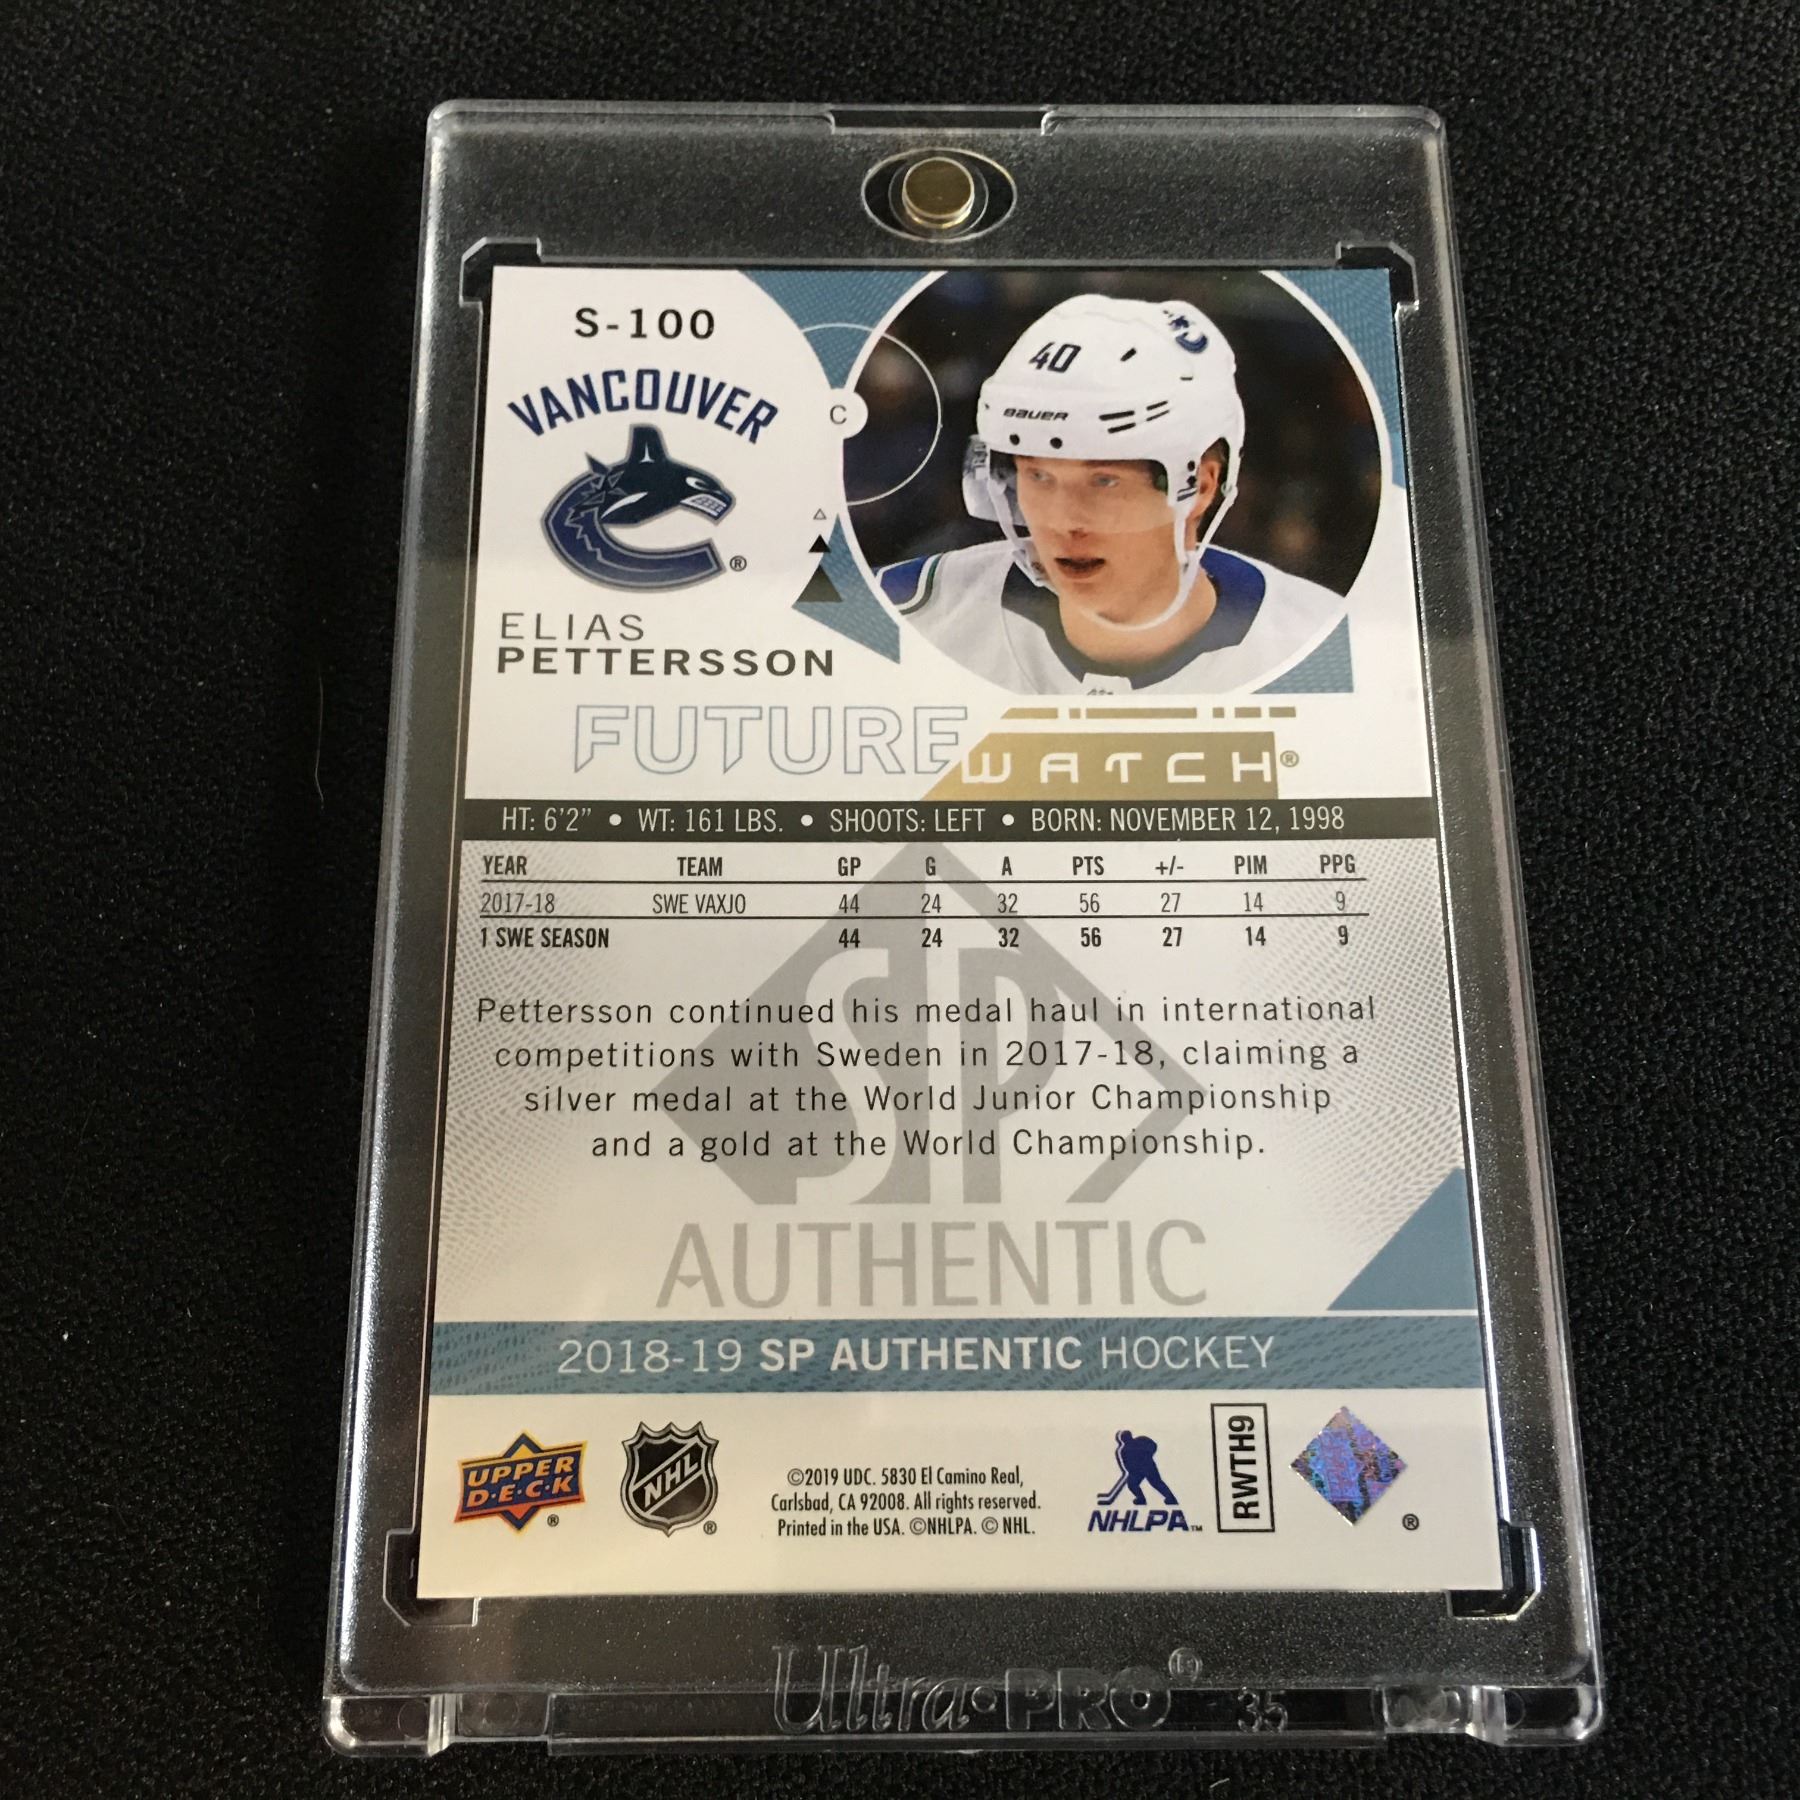 S-100
VANCOUVER
®
C
40
BAUER
ELIAS
PETTERSSON
FUTURE
WATCH®
HT: 6'2" • WT: 161 LBS. • SHOOTS: LEFT • BORN: NOVEMBER 12, 1998
YEAR TEAM GP G A PTS +/- PIM PPG
2017-18 SWE VAXJO 44 24 32 56 27 14 9
1 SWE SEASON 44 24 32 56 27 14 9
Pettersson continued his medal haul in international
competitions with Sweden in 2017-18, claiming a
silver medal at the World Junior Championship
and a gold at the World Championship.
SP
AUTHENTIC
2018-19 SP AUTHENTIC HOCKEY
UPPER
D·E·C·K
®
NHL
®
©2019 UDC. 5830 El Camino Real,
Carlsbad, CA 92008. All rights reserved.
Printed in the USA. ©NHLPA. © NHL.
NHLPA™
RWTH9
®
Ultra·PRO® 35